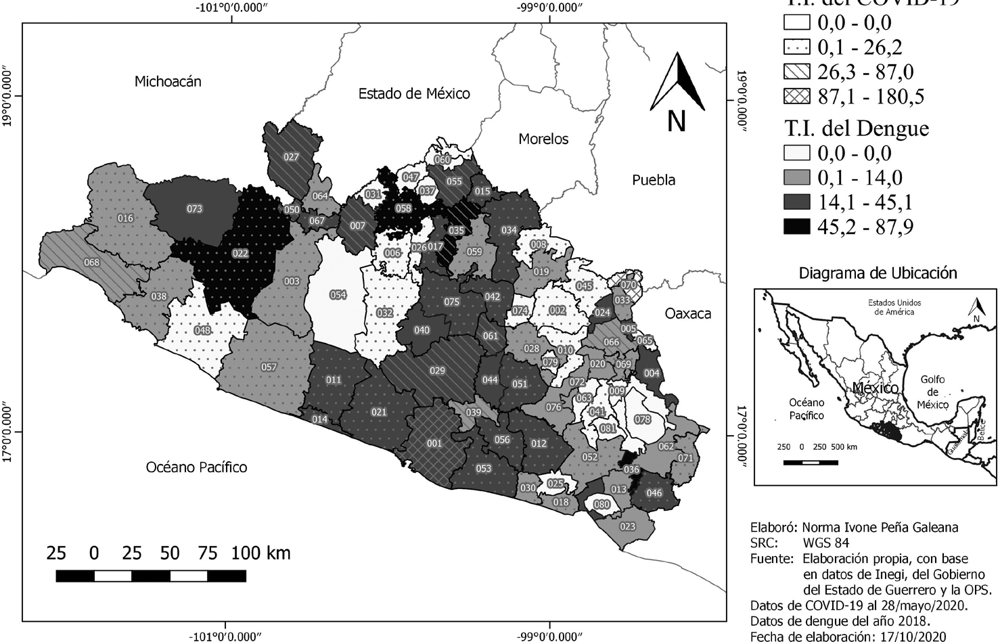 -101°0'0.000″
-99°0'0.000″
T.I. del COVID-19
0,0 - 0,0
0,1 - 26,2
26,3 - 87,0
87,1 - 180,5
T.I. del Dengue
0,0 - 0,0
0,1 - 14,0
14,1 - 45,1
45,2 - 87,9
19°0'0.000″
19°0'0.000″
17°0'0.000″
17°0'0.000″
Michoacán
Estado de México
Morelos
Puebla
Oaxaca
Océano Pacífico
N
027
060
047
055
031
037
015
064
016
073
050
058
067
007
035
034
022
006
026
017
059
008
068
003
019
038
054
075
042
045
070
033
032
074
002
024
048
040
061
005
066
065
028
010
057
029
079
020
069
004
011
044
051
072
009
063
076
021
039
041
014
078
081
001
056
012
062
052
071
053
036
030
025
013
046
018
080
023
25 0 25 50 75 100 km
-101°0'0.000″
-99°0'0.000″
Diagrama de Ubicación
Estados Unidos
de América
N
México
Golfo
de
México
Océano
Pacífico
Guatemala
Belice
250 0 250 500 km
Elaboró: Norma Ivone Peña Galeana
SRC: WGS 84
Fuente: Elaboración propia, con base
en datos de Inegi, del Gobierno
del Estado de Guerrero y la OPS.
Datos de COVID-19 al 28/mayo/2020.
Datos de dengue del año 2018.
Fecha de elaboración: 17/10/2020